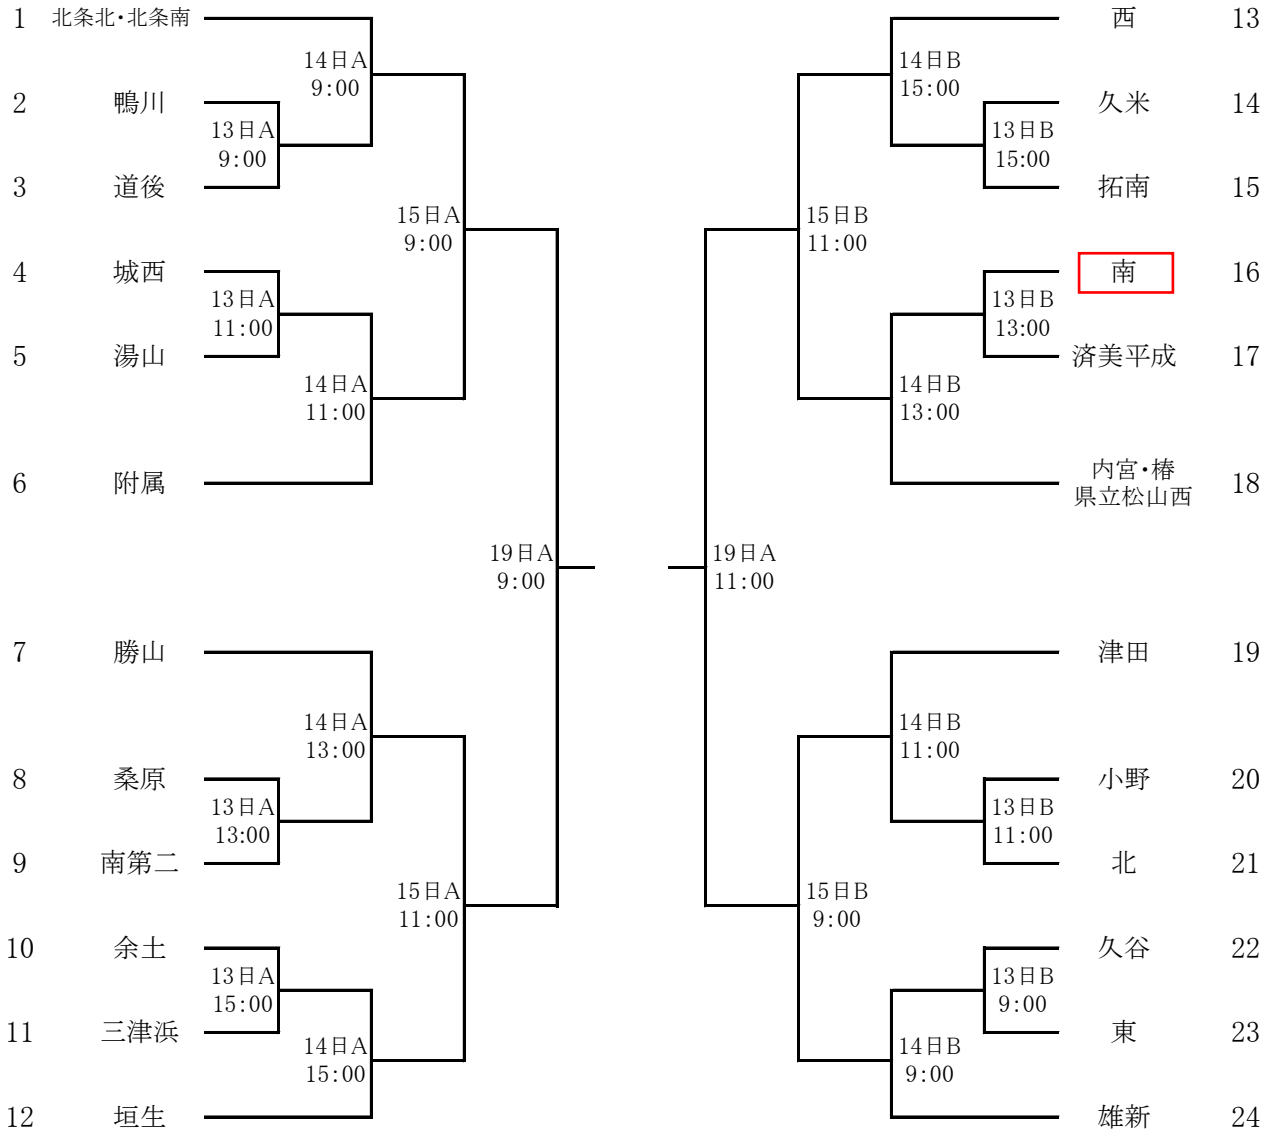 1 北条北・北条南
14日A
9:00
2 鴨川
13日A
9:00
3 道後
15日A
9:00
4 城西
13日A
11:00
5 湯山
14日A
11:00
6 附属
19日A
9:00
7 勝山
14日A
13:00
8 桑原
13日A
13:00
9 南第二
15日A
11:00
10 余土
13日A
15:00
11 三津浜
14日A
15:00
12 垣生
西 13
14日B
15:00
久米 14
13日B
15:00
拓南 15
15日B
11:00
南 16
13日B
13:00
済美平成 17
14日B
13:00
内宮・椿
県立松山西 18
19日A
11:00
津田 19
14日B
11:00
小野 20
13日B
11:00
北 21
15日B
9:00
久谷 22
13日B
9:00
東 23
14日B
9:00
雄新 24